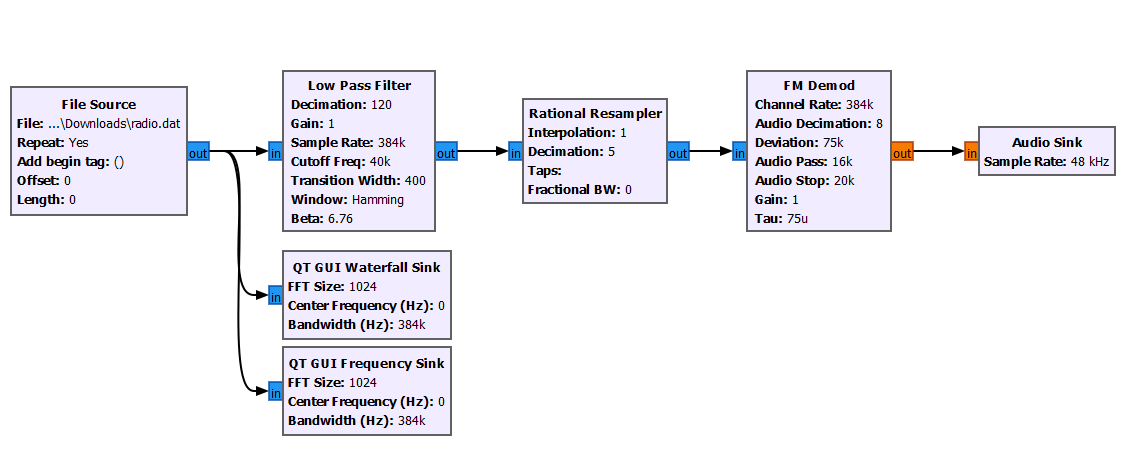 File Source
File: ...\Downloads\radio.dat
Repeat: Yes
Add begin tag: ()
Offset: 0
Length: 0
out
in
Low Pass Filter
Decimation: 120
Gain: 1
Sample Rate: 384k
Cutoff Freq: 40k
Transition Width: 400
Window: Hamming
Beta: 6.76
out
in
Rational Resampler
Interpolation: 1
Decimation: 5
Taps:
Fractional BW: 0
out
in
FM Demod
Channel Rate: 384k
Audio Decimation: 8
Deviation: 75k
Audio Pass: 16k
Audio Stop: 20k
Gain: 1
Tau: 75u
out
in
Audio Sink
Sample Rate: 48 kHz
in
QT GUI Waterfall Sink
FFT Size: 1024
Center Frequency (Hz): 0
Bandwidth (Hz): 384k
in
QT GUI Frequency Sink
FFT Size: 1024
Center Frequency (Hz): 0
Bandwidth (Hz): 384k